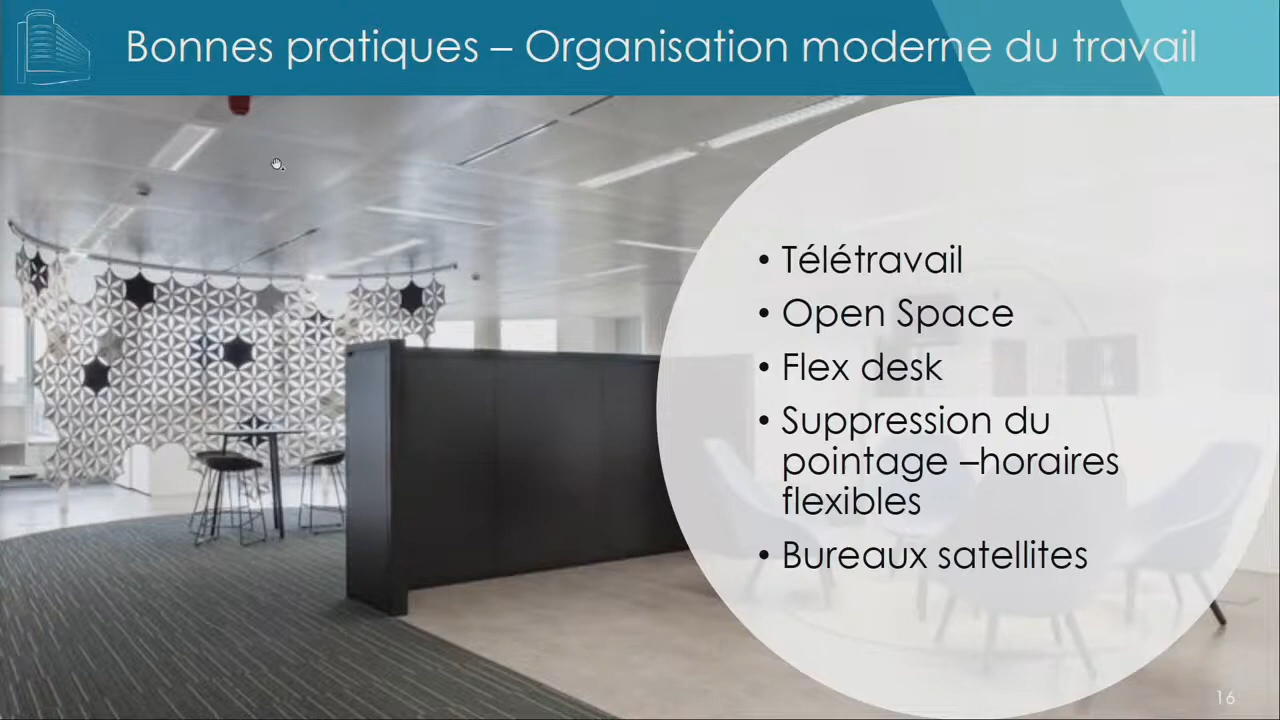 Bonnes pratiques – Organisation moderne du travail
• Télétravail
• Open Space
• Flex desk
• Suppression du
pointage –horaires
flexibles
• Bureaux satellites
16